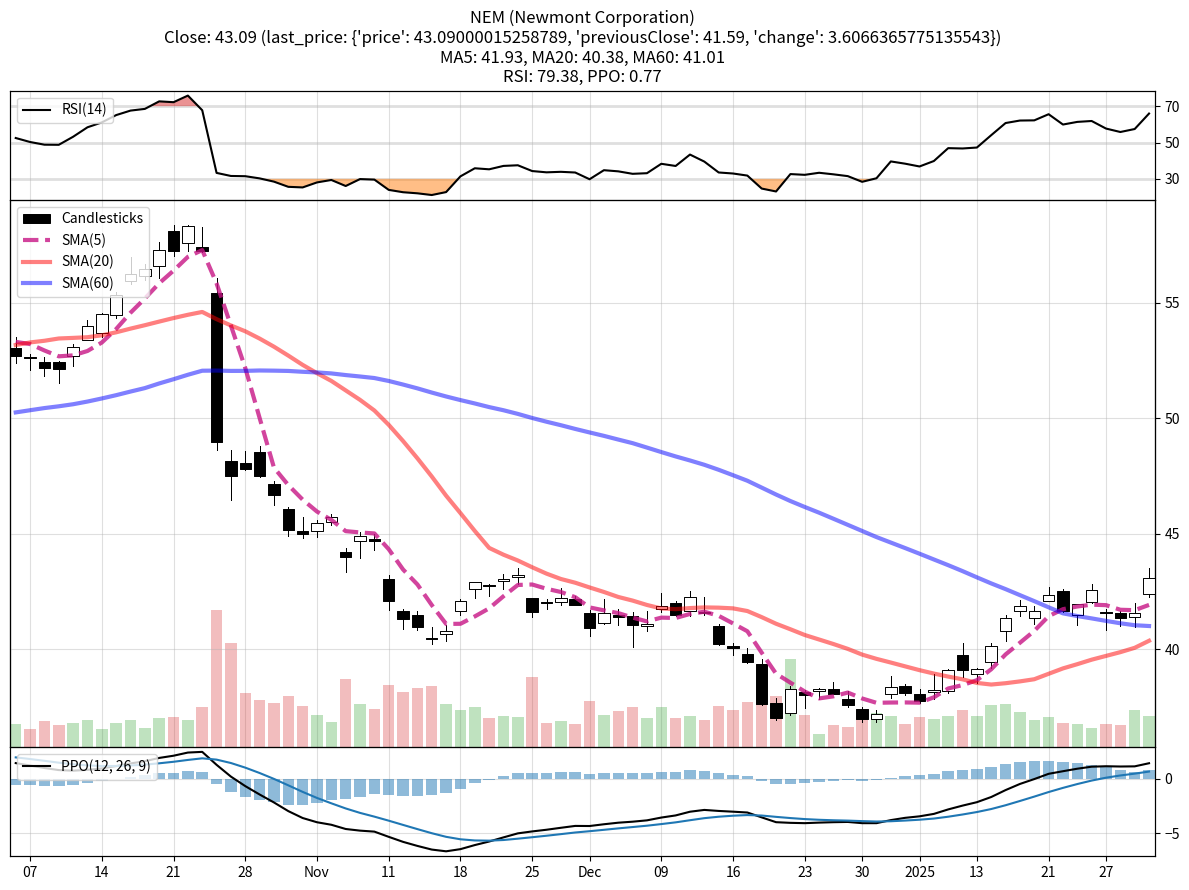 NEM (Newmont Corporation)
Close: 43.09 (last_price: {'price': 43.09000015258789, 'previousClose': 41.59, 'change': 3.6066365775135543})
MA5: 41.93, MA20: 40.38, MA60: 41.01
RSI: 79.38, PPO: 0.77
RSI(14)
70
50
30
Candlesticks
SMA(5)
SMA(20)
SMA(60)
55
50
45
40
PPO(12, 26, 9)
0
−5
07 14 21 28 Nov 11 18 25 Dec 09 16 23 30 2025 13 21 27